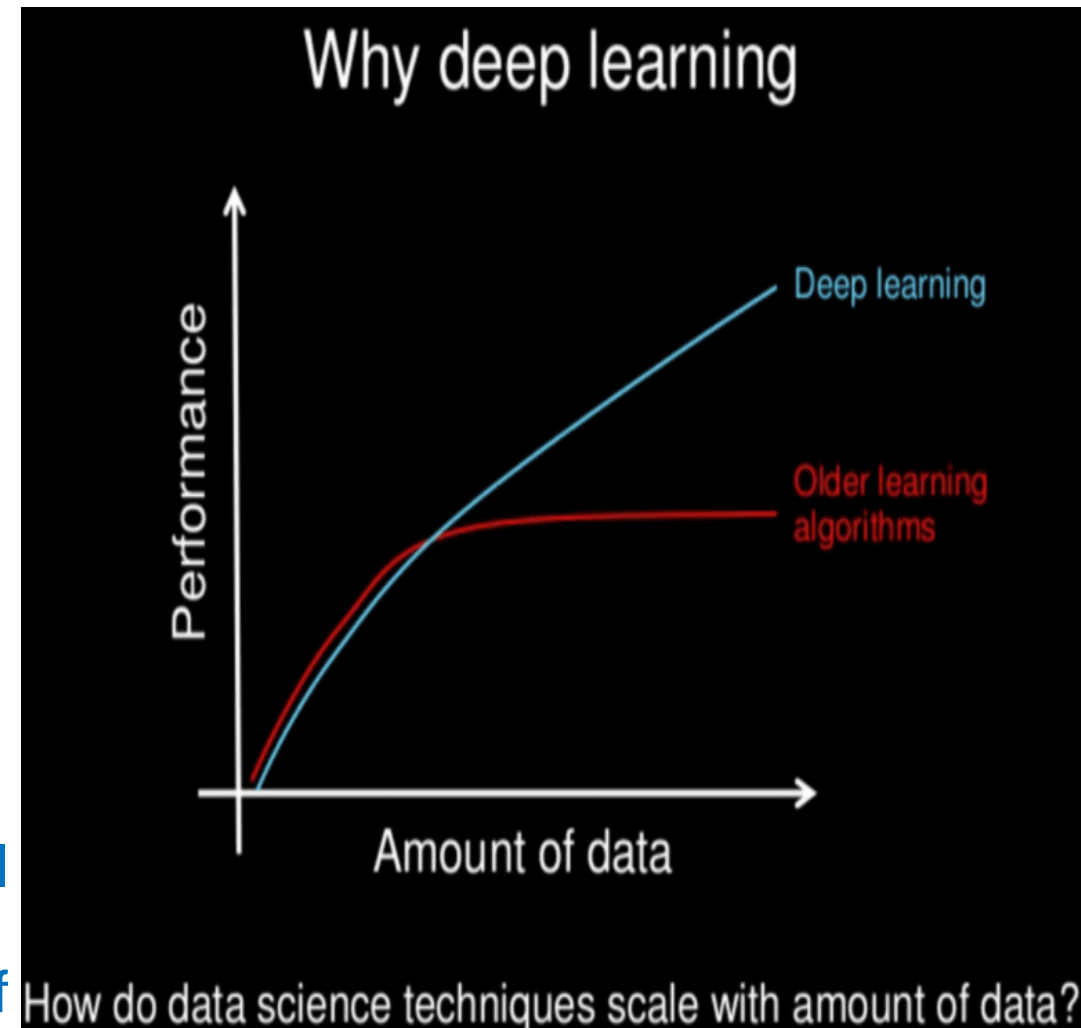 Why deep learning
Performance
Deep learning
Older learning
algorithms
Amount of data
How do data science techniques scale with amount of data?